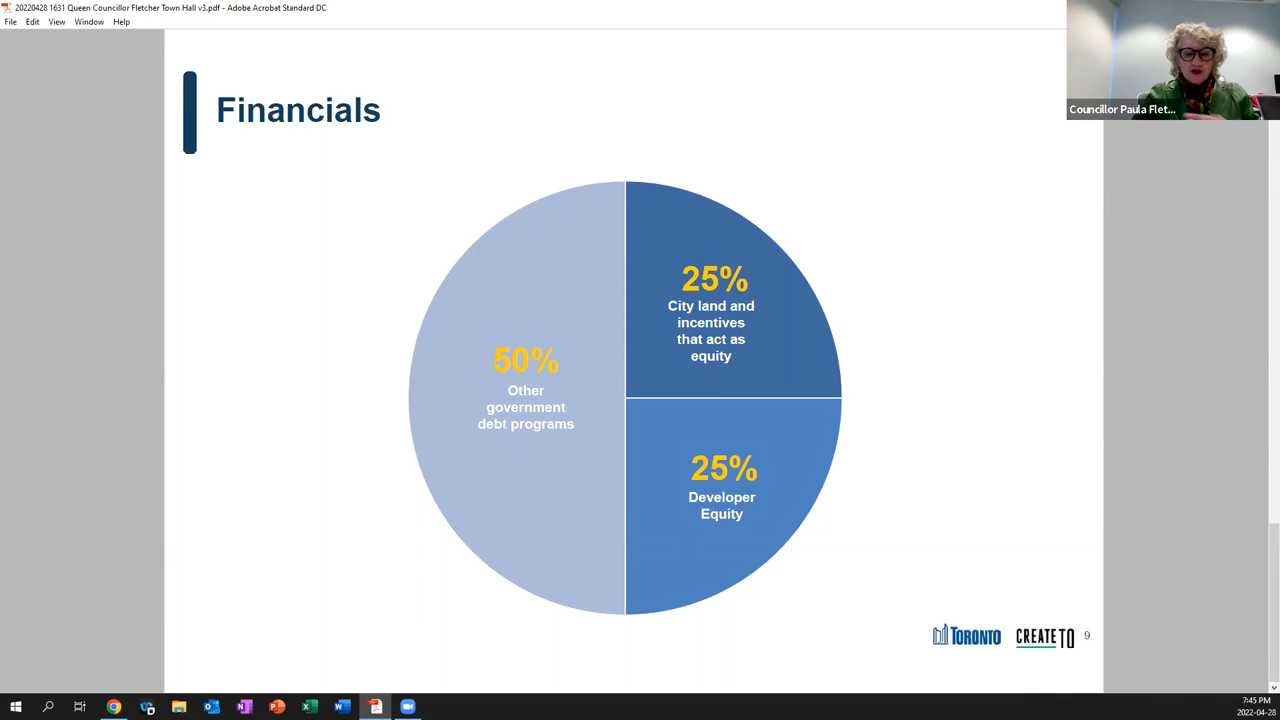 20220428 1631 Queen Councillor Fletcher Town Hall v3.pdf - Adobe Acrobat Standard DC
File Edit View Window Help
Councillor Paula Flet...
Financials
25%
City land and
incentives
that act as
equity
50%
Other
government
debt programs
25%
Developer
Equity
TORONTO CREATE TO 9
7:45 PM
2022-04-28